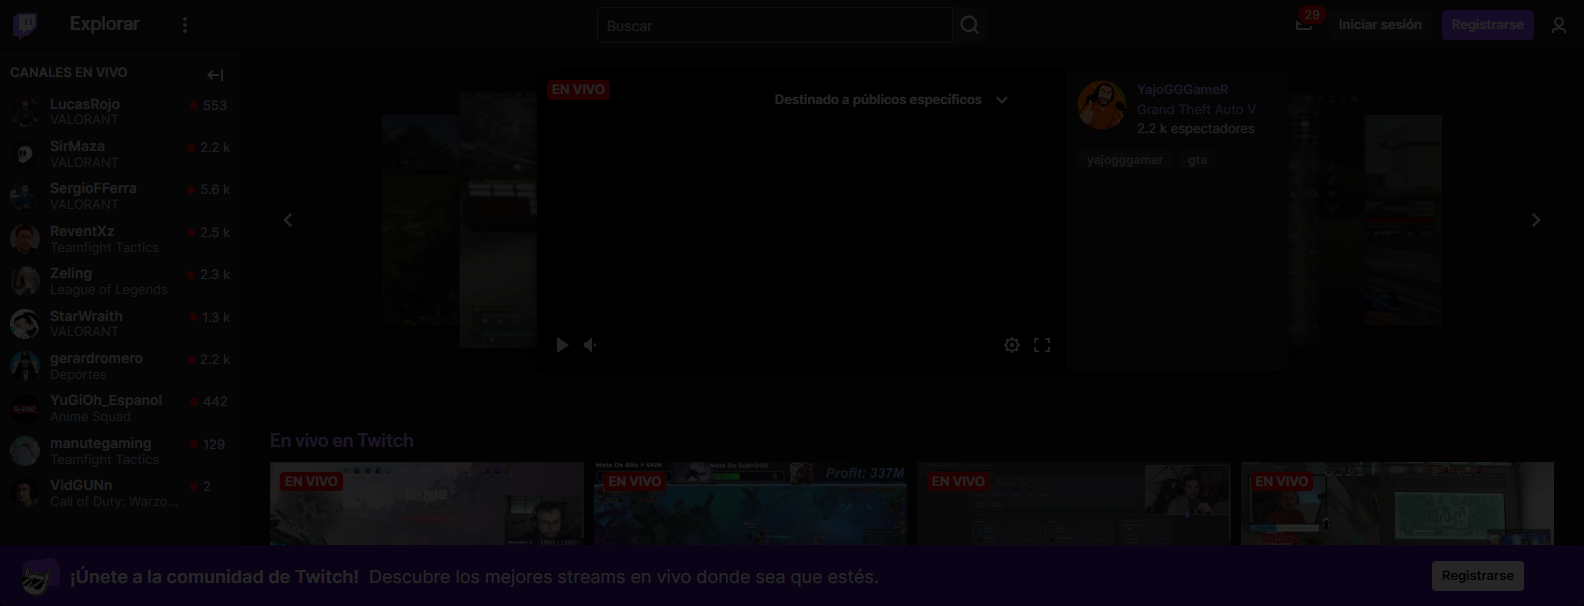 Explorar
Buscar
29
Iniciar sesión
Registrarse
CANALES EN VIVO
LucasRojo
553
VALORANT
SirMaza
2.2 k
VALORANT
SergioFFerra
5.6 k
VALORANT
ReventXz
2.5 k
Teamfight Tactics
Zeling
2.3 k
League of Legends
StarWraith
1.3 k
VALORANT
gerardromero
2.2 k
Deportes
YuGiOh_Espanol
442
Anime Squad
manutegaming
129
Teamfight Tactics
VidGUNn
2
Call of Duty: Warzo...
EN VIVO
Destinado a públicos específicos
YajoGGGameR
Grand Theft Auto V
2.2 k espectadores
yajogggamer
gta
En vivo en Twitch
EN VIVO
EN VIVO
Profit: 337M
EN VIVO
EN VIVO
¡Únete a la comunidad de Twitch! Descubre los mejores streams en vivo donde sea que estés.
Registrarse